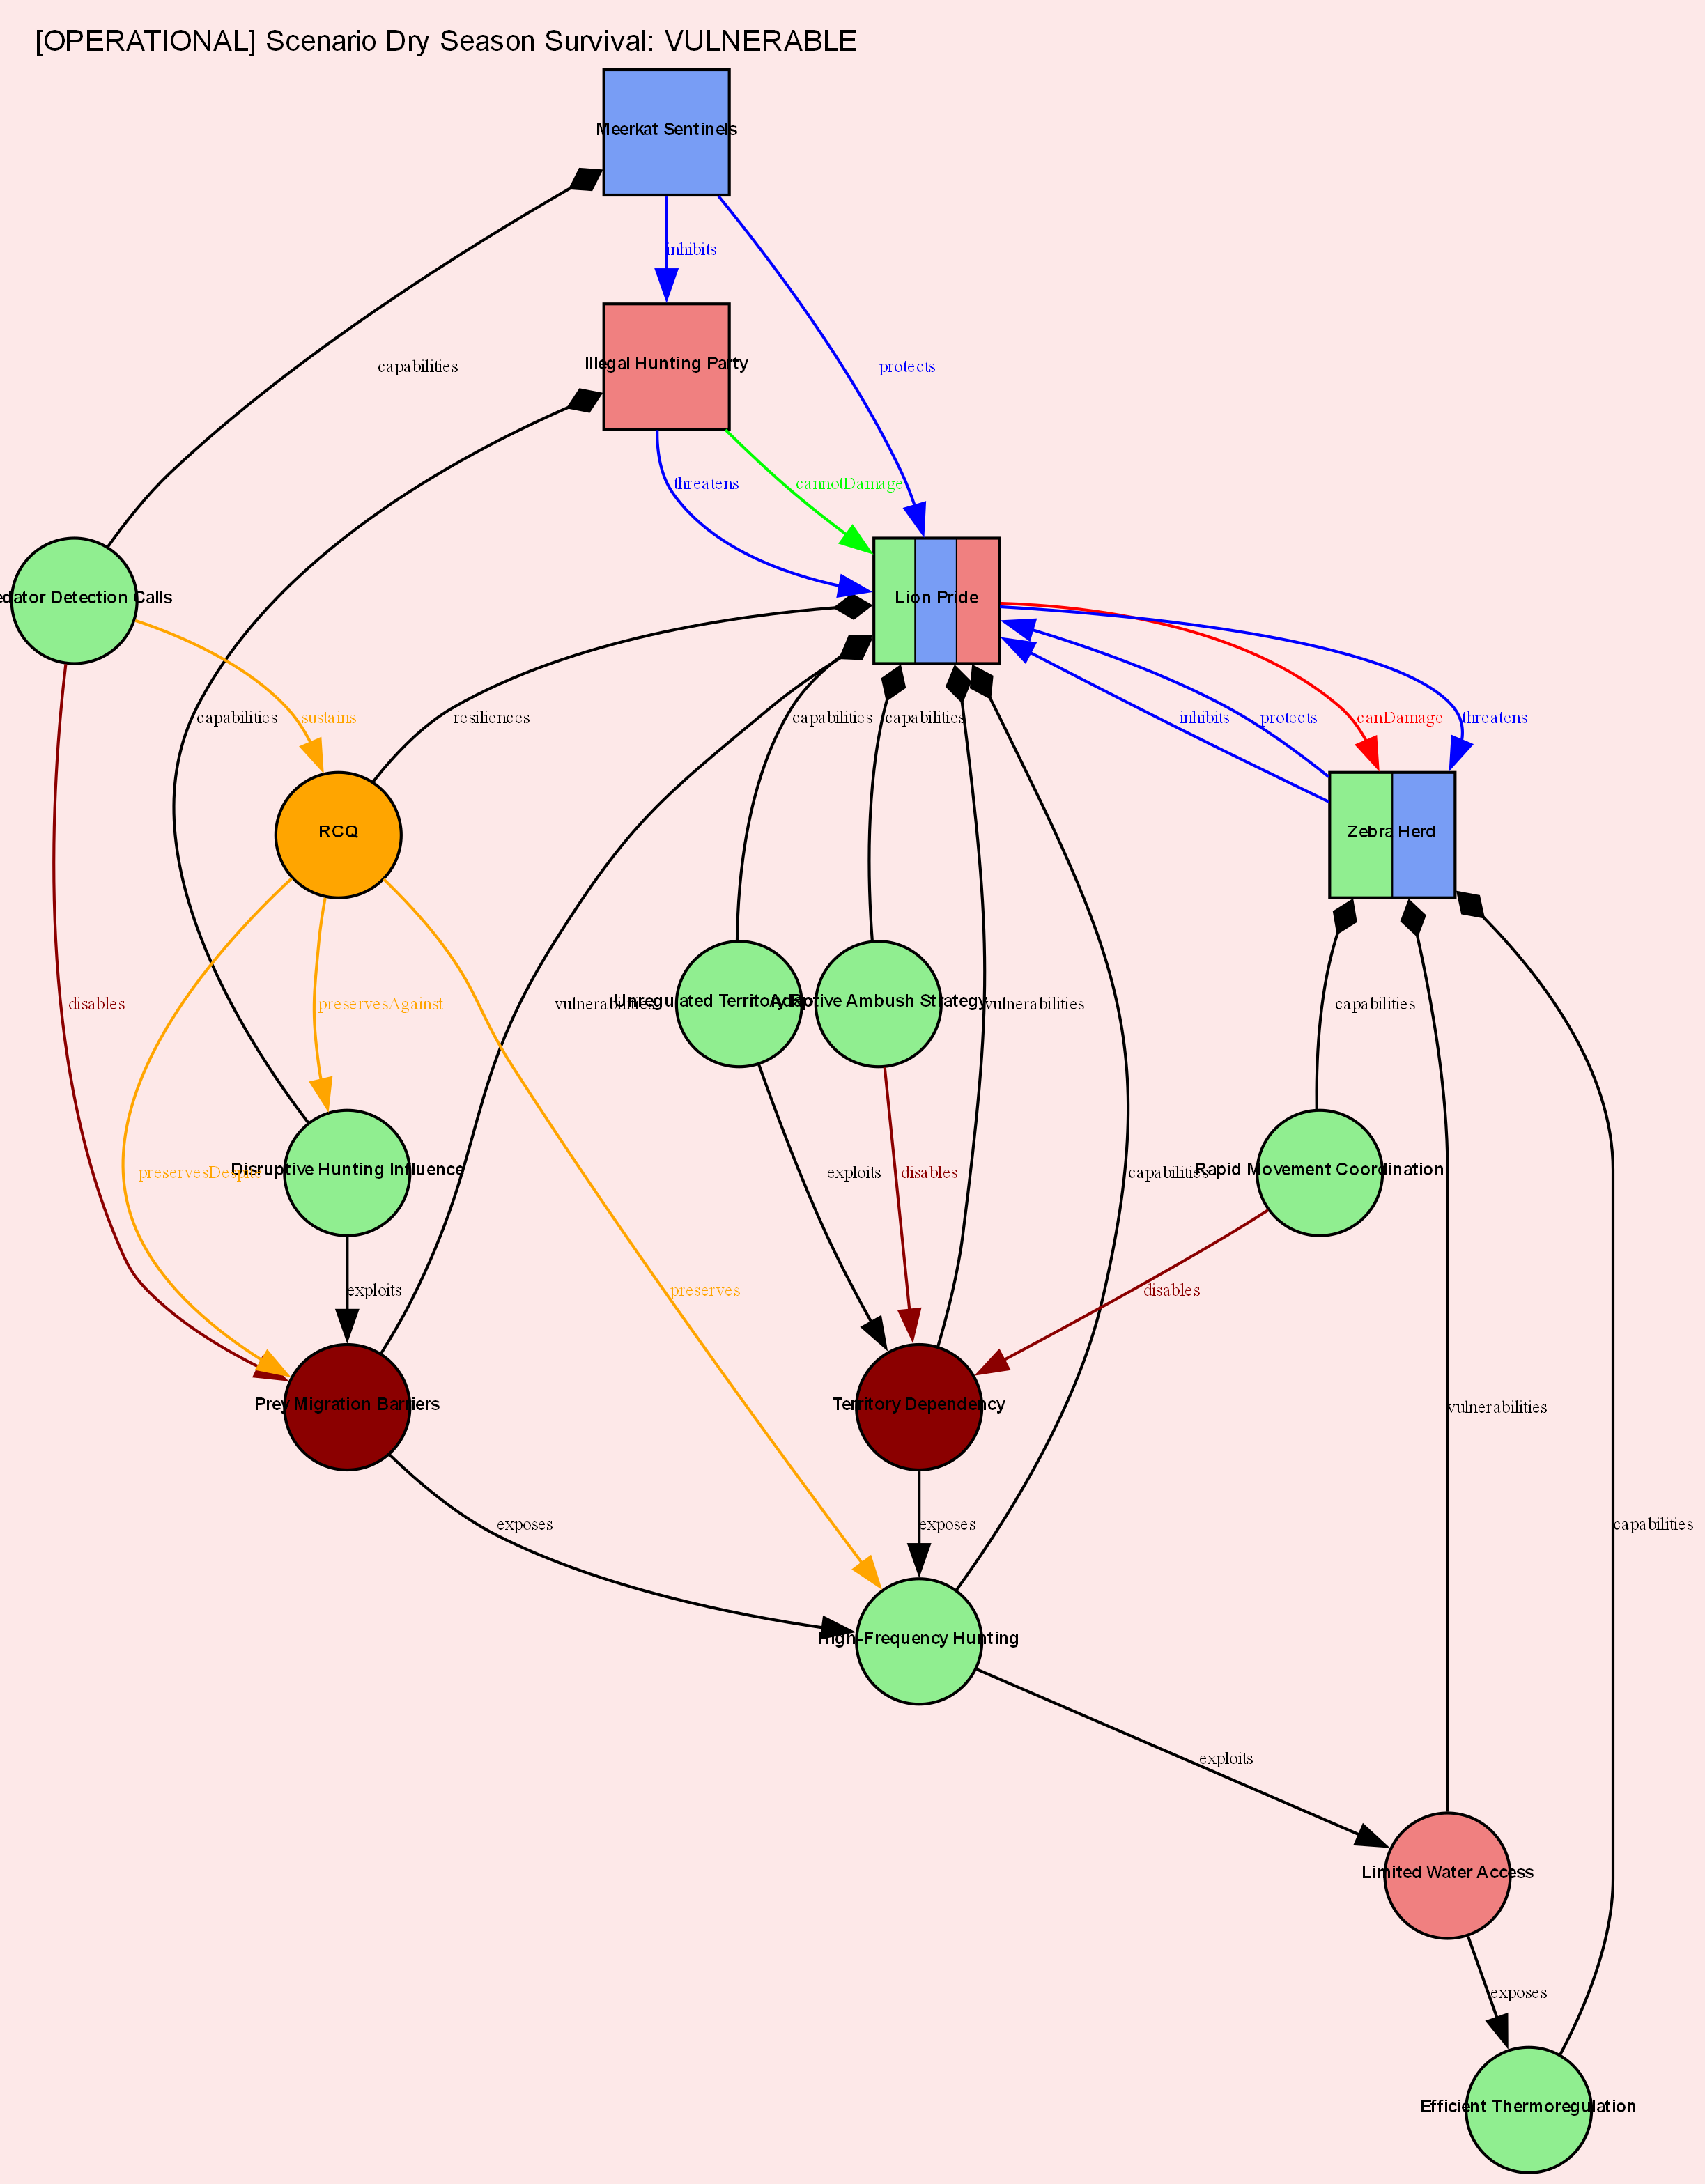 [OPERATIONAL] Scenario Dry Season Survival: VULNERABLE
Meerkat Sentinels
inhibits
capabilities
Illegal Hunting Party
protects
threatens
cannotDamage
Detection Calls
Lion Pride
capabilities
sustains
resiliences
capabilities
capabilities
inhibits
protects
canDamage
threatens
RCQ
Zebra Herd
disables
preservesAgainst
vulnerabilities
Unregulated Territory
Ambush Strategy
vulnerabilities
capabilities
preservesDespite
Disruptive Hunting Influence
exploits
disables
capabilities
Rapid Movement Coordination
exploits
preserves
disables
Prey Migration Barriers
Territory Dependency
vulnerabilities
exposes
exposes
capabilities
High-Frequency Hunting
exploits
Limited Water Access
exposes
Efficient Thermoregulation